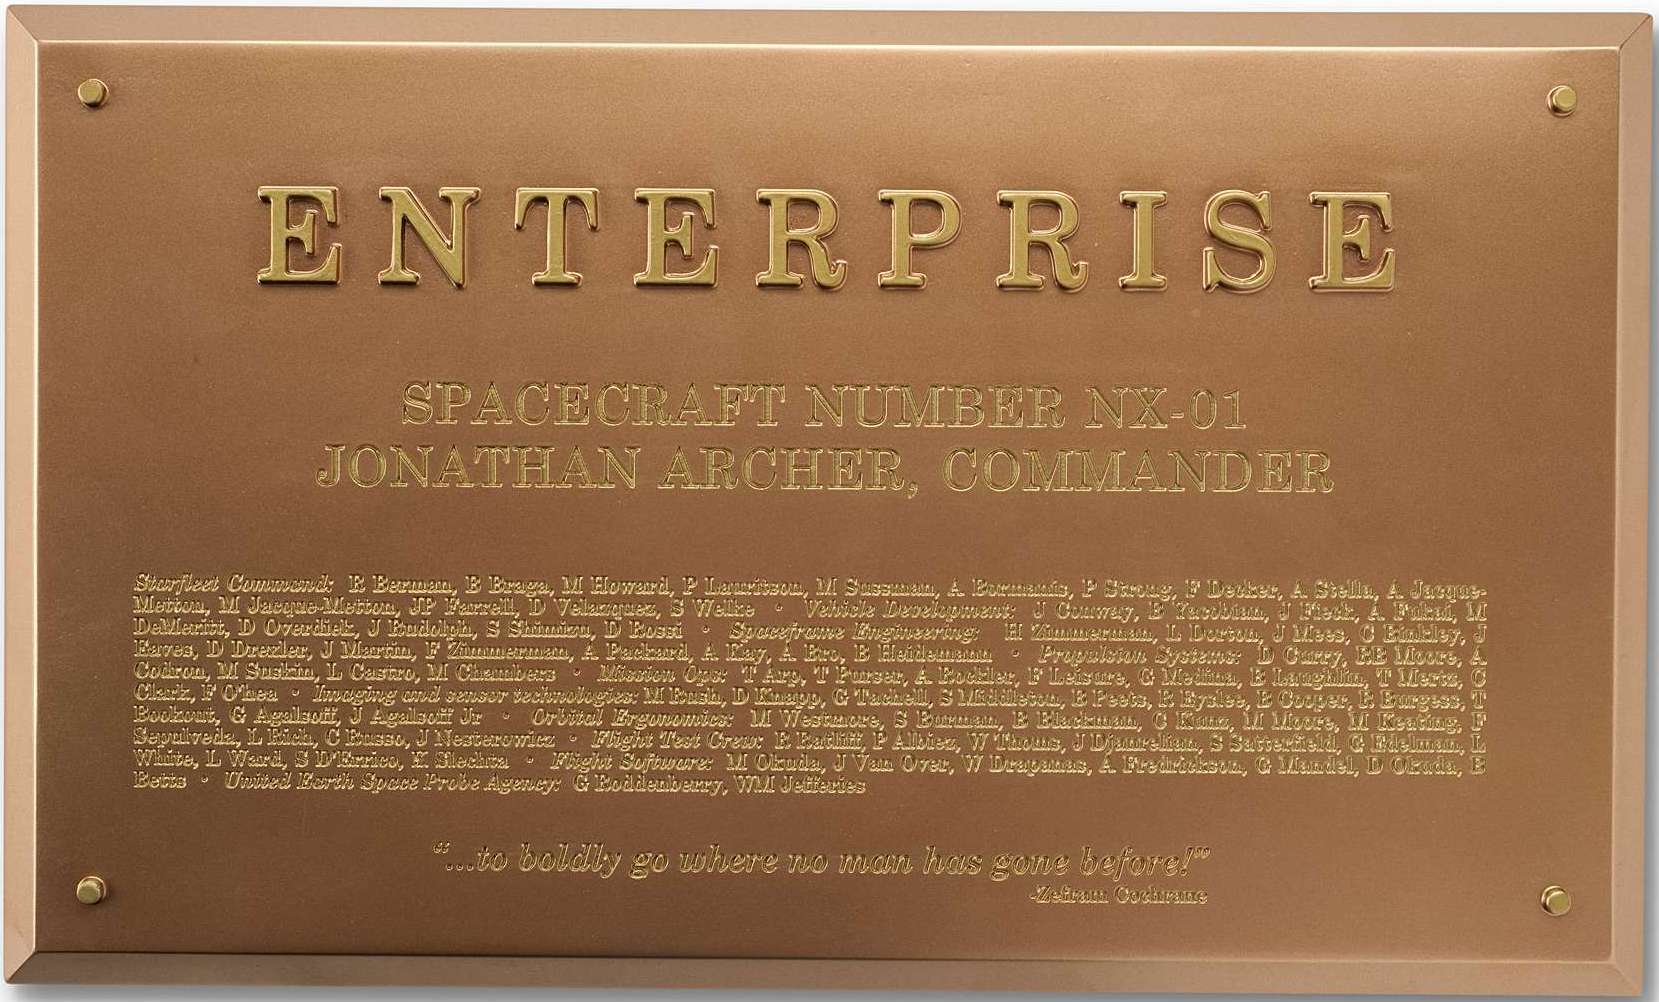 ENTERPRISE
SPACECRAFT NUMBER NX-01
JONATHAN ARCHER, COMMANDER
Starfleet Command: R Berman, B Braga, M Howard, P Lauritson, M Sussman, A Bormanis, P Strong, F Decker, A Stella, A Jacque-
Metton, M Jacque-Metton, JP Farrell, D Velazquez, S Welke · Vehicle Development: J Conway, B Yacobian, J Fleck, A Fukai, M
DeMeritt, D Overdiek, J Rudolph, S Shimizu, D Rossi · Spaceframe Engineering: H Zimmerman, L Dorton, J Mees, C Binkley, J
Eaves, D Drexler, J Martin, F Zimmerman, A Packard, A Kay, A Bro, B Heidemann · Propulsion Systems: D Curry, RB Moore, A
Codron, M Suskin, L Castro, M Chambers · Mission Ops: T Arp, T Purser, A Rockler, F Leisure, G Medina, B Laughlin, T Mertz, C
Clark, F O'hea · Imaging and sensor technologies: M Rush, D Knapp, G Tachell, S Middleton, B Peets, R Eyslee, B Cooper, R Burgess, T
Bookout, G Agalsoff, J Agalsoff Jr · Orbital Ergonomics: M Westmore, S Burman, B Blackman, C Kunz, M Moore, M Keating, F
Sepulveda, L Rich, C Russo, J Nesterowicz · Flight Test Crew: R Ratliff, P Albiez, W Thoms, J Djanrelian, S Satterfield, G Edelman, L
White, L Ward, S D'Errico, K Slechta · Flight Software: M Okuda, J Van Over, W Drapanas, A Fredrickson, G Mandel, D Okuda, B
Betts · United Earth Space Probe Agency: G Roddenberry, WM Jefferies
“...to boldly go where no man has gone before!”
-Zefram Cochrane